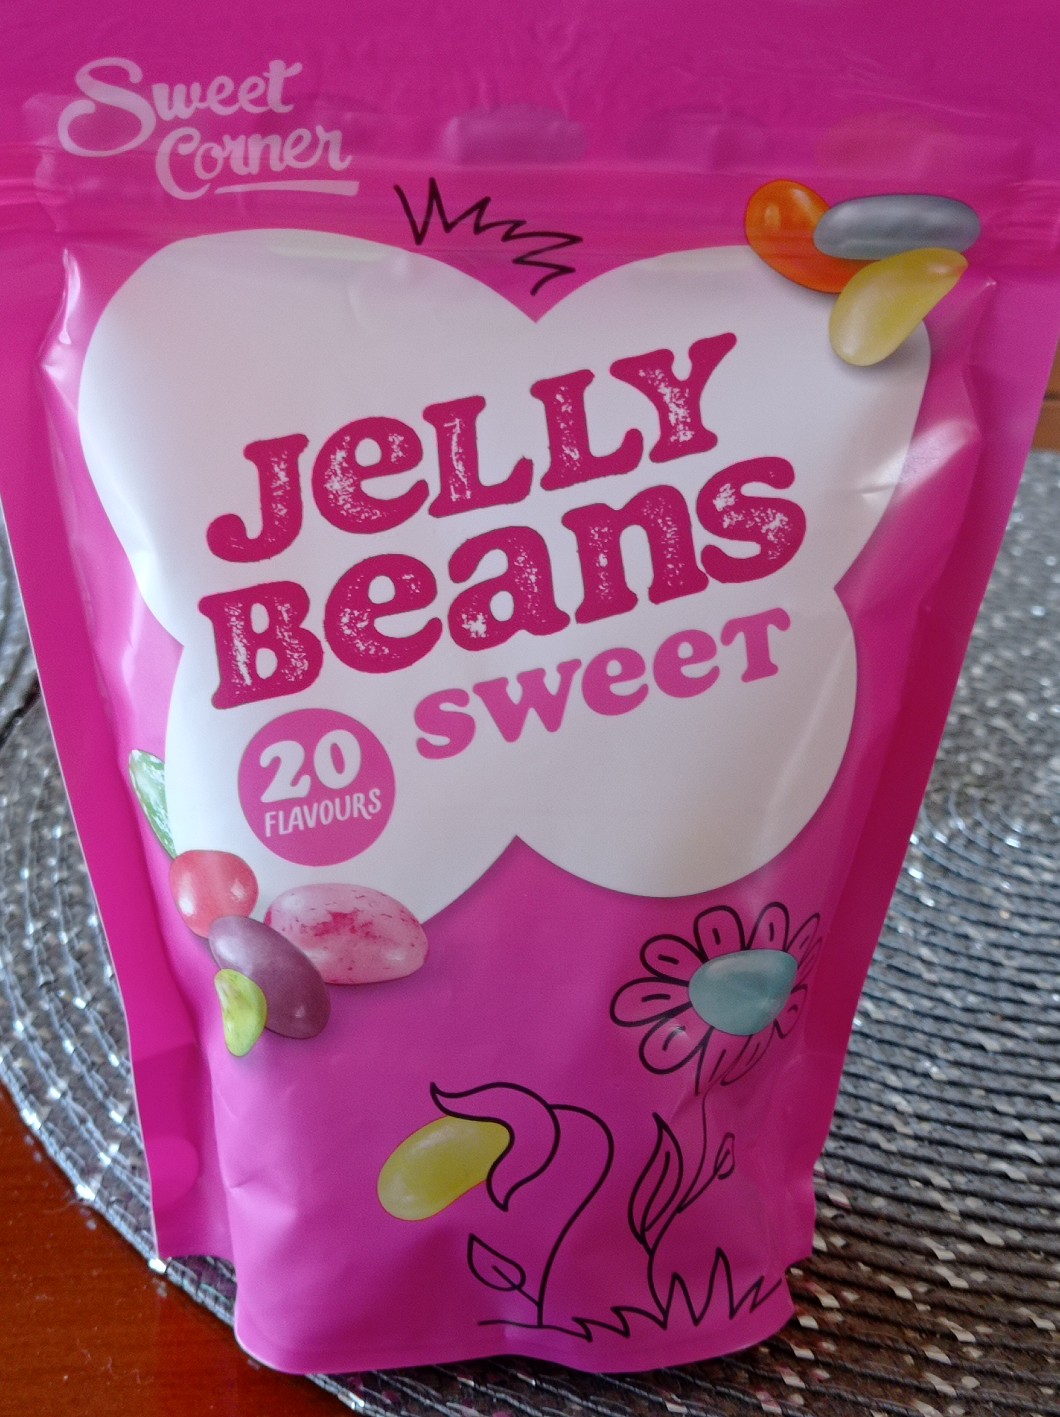 Sweet
Corner
JeLLY
Beans
sweet
20
FLAVOURS